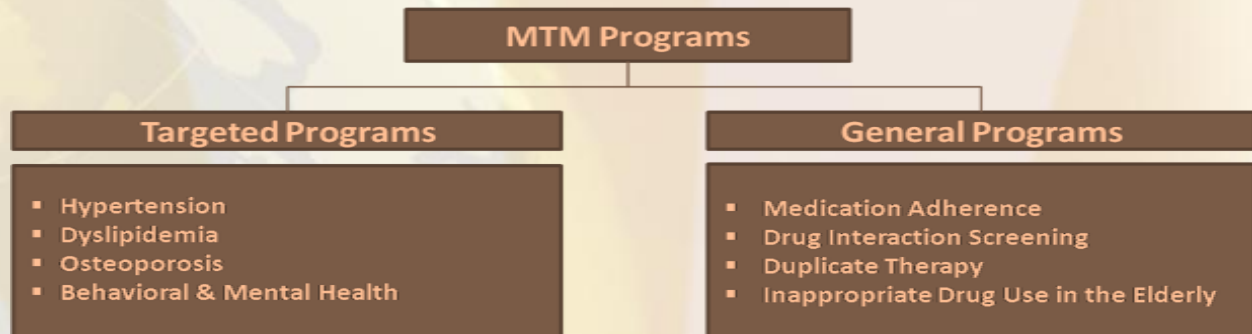 MTM Programs
Targeted Programs
▪ Hypertension
▪ Dyslipidemia
▪ Osteoporosis
▪ Behavioral & Mental Health
General Programs
▪ Medication Adherence
▪ Drug Interaction Screening
▪ Duplicate Therapy
▪ Inappropriate Drug Use in the Elderly